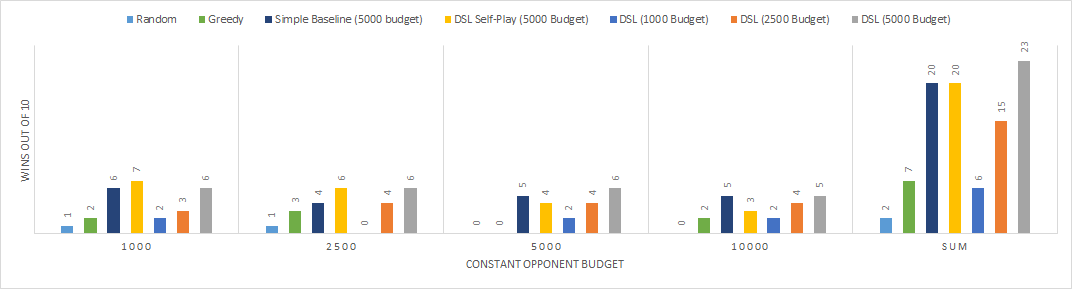 Random Greedy Simple Baseline (5000 budget) DSL Self-Play (5000 Budget) DSL (1000 Budget) DSL (2500 Budget) DSL (5000 Budget)
WINS OUT OF 10
1 2 6 7 2 3 6
1 3 4 6 0 4 6
0 0 5 4 2 4 6
0 2 5 3 2 4 5
2 7 20 20 6 15 23
1000 2500 5000 10000 SUM
CONSTANT OPPONENT BUDGET